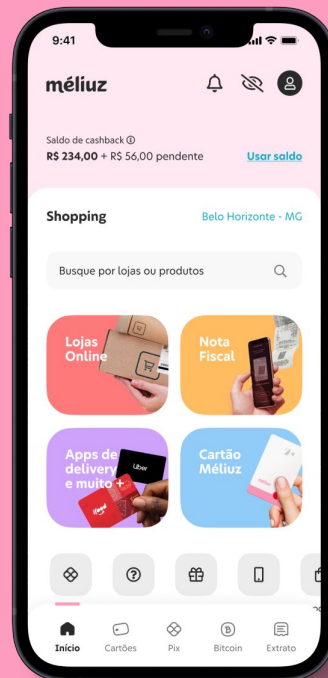 9:41
méliuz
Saldo de cashback
R$ 234,00 + R$ 56,00 pendente
Usar saldo
Shopping
Belo Horizonte - MG
Busque por lojas ou produtos
Lojas
Online
Nota
Fiscal
Apps de
delivery
e muito +
Uber
ifood
Cartão
Méliuz
Início
Cartões
Pix
Bitcoin
Extrato